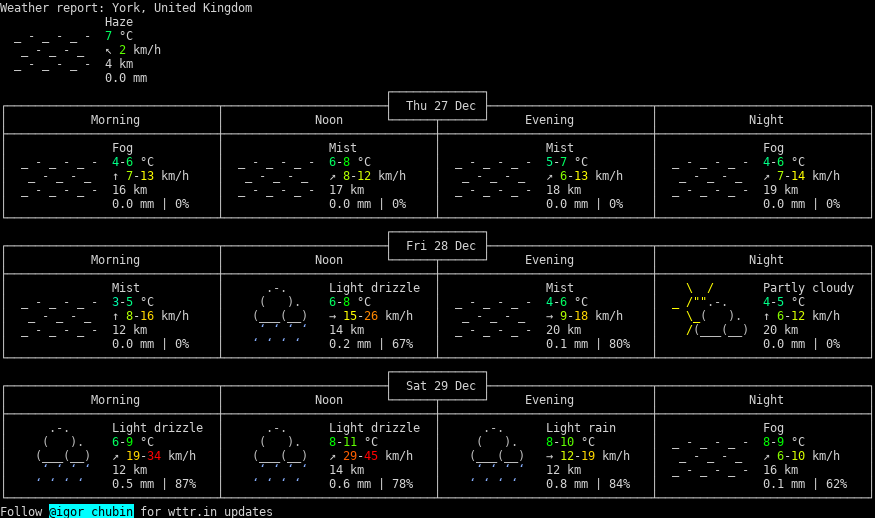 Weather report: York, United Kingdom
Haze
7 °C
↖ 2 km/h
4 km
0.0 mm
Thu 27 Dec
Morning Noon Evening Night
Fog Mist Mist Fog
4-6 °C 6-8 °C 5-7 °C 4-6 °C
↑ 7-13 km/h ↗ 8-12 km/h ↗ 6-13 km/h ↗ 7-14 km/h
16 km 17 km 18 km 19 km
0.0 mm | 0% 0.0 mm | 0% 0.0 mm | 0% 0.0 mm | 0%
Fri 28 Dec
Morning Noon Evening Night
Mist Light drizzle Mist Partly cloudy
3-5 °C 6-8 °C 4-6 °C 4-5 °C
↑ 8-16 km/h → 15-26 km/h → 9-18 km/h ↑ 6-12 km/h
12 km 14 km 20 km 20 km
0.0 mm | 0% 0.2 mm | 67% 0.1 mm | 80% 0.0 mm | 0%
Sat 29 Dec
Morning Noon Evening Night
Light drizzle Light drizzle Light rain Fog
6-9 °C 8-11 °C 8-10 °C 8-9 °C
↗ 19-34 km/h ↗ 29-45 km/h → 12-19 km/h ↗ 6-10 km/h
12 km 14 km 12 km 16 km
0.5 mm | 87% 0.6 mm | 78% 0.8 mm | 84% 0.1 mm | 62%
Follow @igor_chubin for wttr.in updates